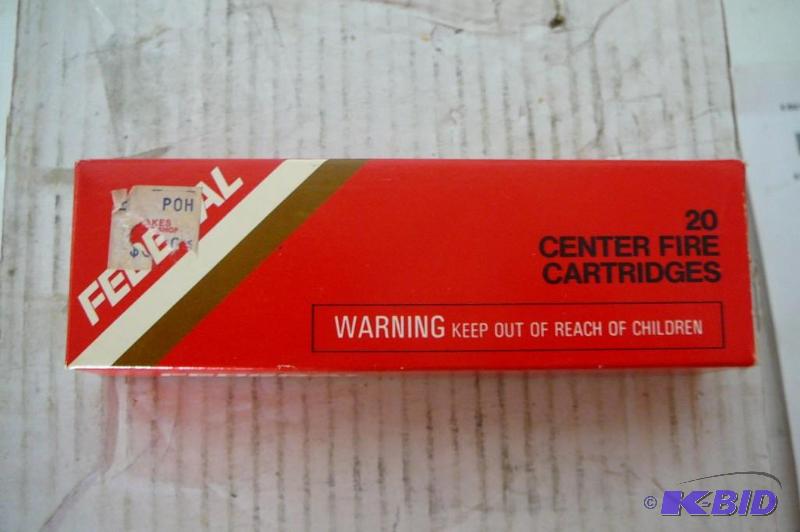 FEDERAL
POH
20
CENTER FIRE
CARTRIDGES
WARNING KEEP OUT OF REACH OF CHILDREN
© K-BID